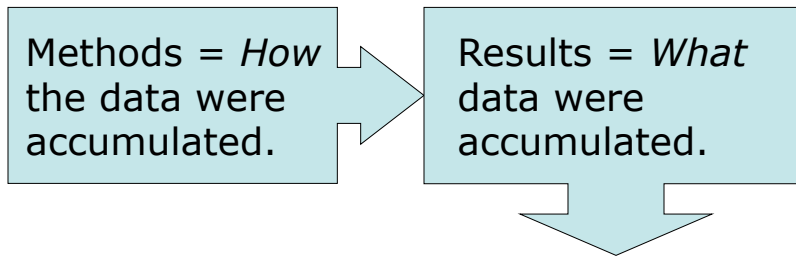 Methods = How
the data were
accumulated.
Results = What
data were
accumulated.